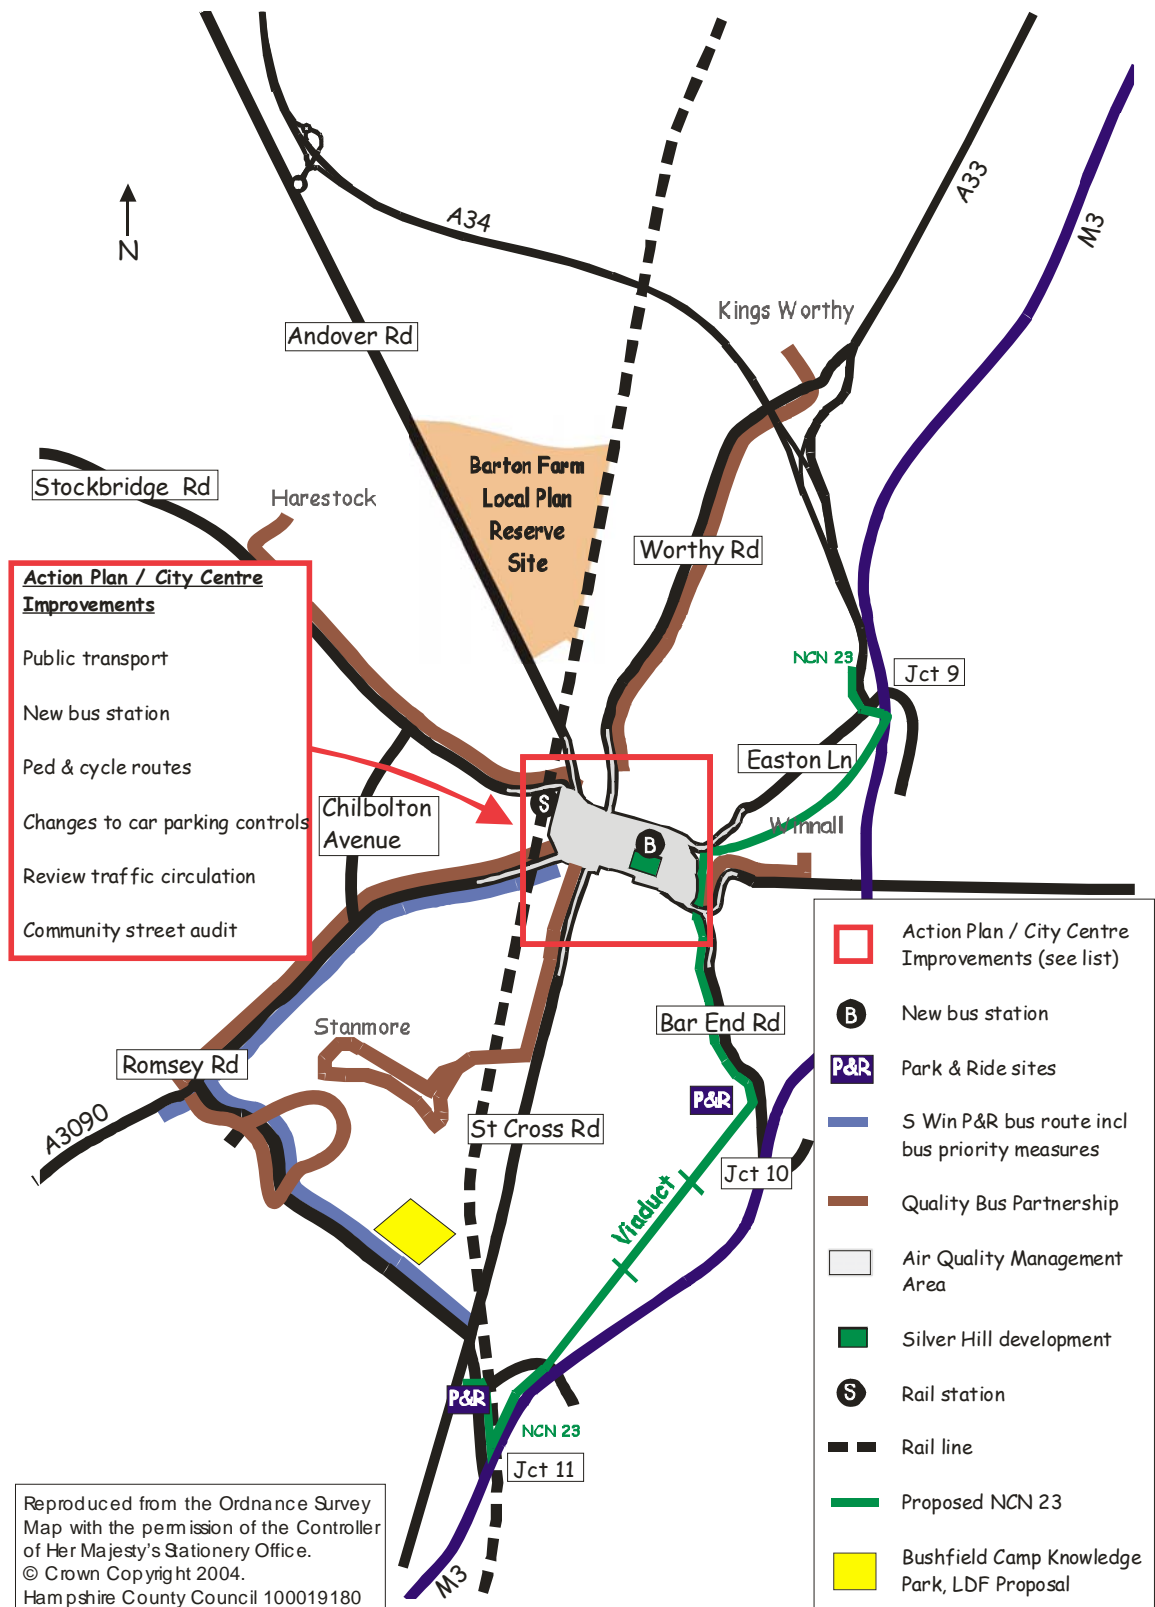 A34
A33
M3
N
Kings Worthy
Andover Rd
Barton Farm
Local Plan
Reserve
Site
Stockbridge Rd
Harestock
Worthy Rd
Action Plan / City Centre
Improvements
Public transport
New bus station
Ped & cycle routes
Changes to car parking controls
Review traffic circulation
Community street audit
NCN 23
Jct 9
Easton Ln
Winnall
S
B
Chilbolton
Avenue
Stanmore
Romsey Rd
A3090
Bar End Rd
P&R
St Cross Rd
Jct 10
Viaduct
P&R
NCN 23
Jct 11
M3
Action Plan / City Centre
Improvements (see list)
B
New bus station
P&R
Park & Ride sites
S Win P&R bus route incl
bus priority measures
Quality Bus Partnership
Air Quality Management
Area
Silver Hill development
S
Rail station
Rail line
Proposed NCN 23
Bushfield Camp Knowledge
Park, LDF Proposal
Reproduced from the Ordnance Survey
Map with the permission of the Controller
of Her Majesty's Stationery Office.
© Crown Copyright 2004.
Hampshire County Council 100019180